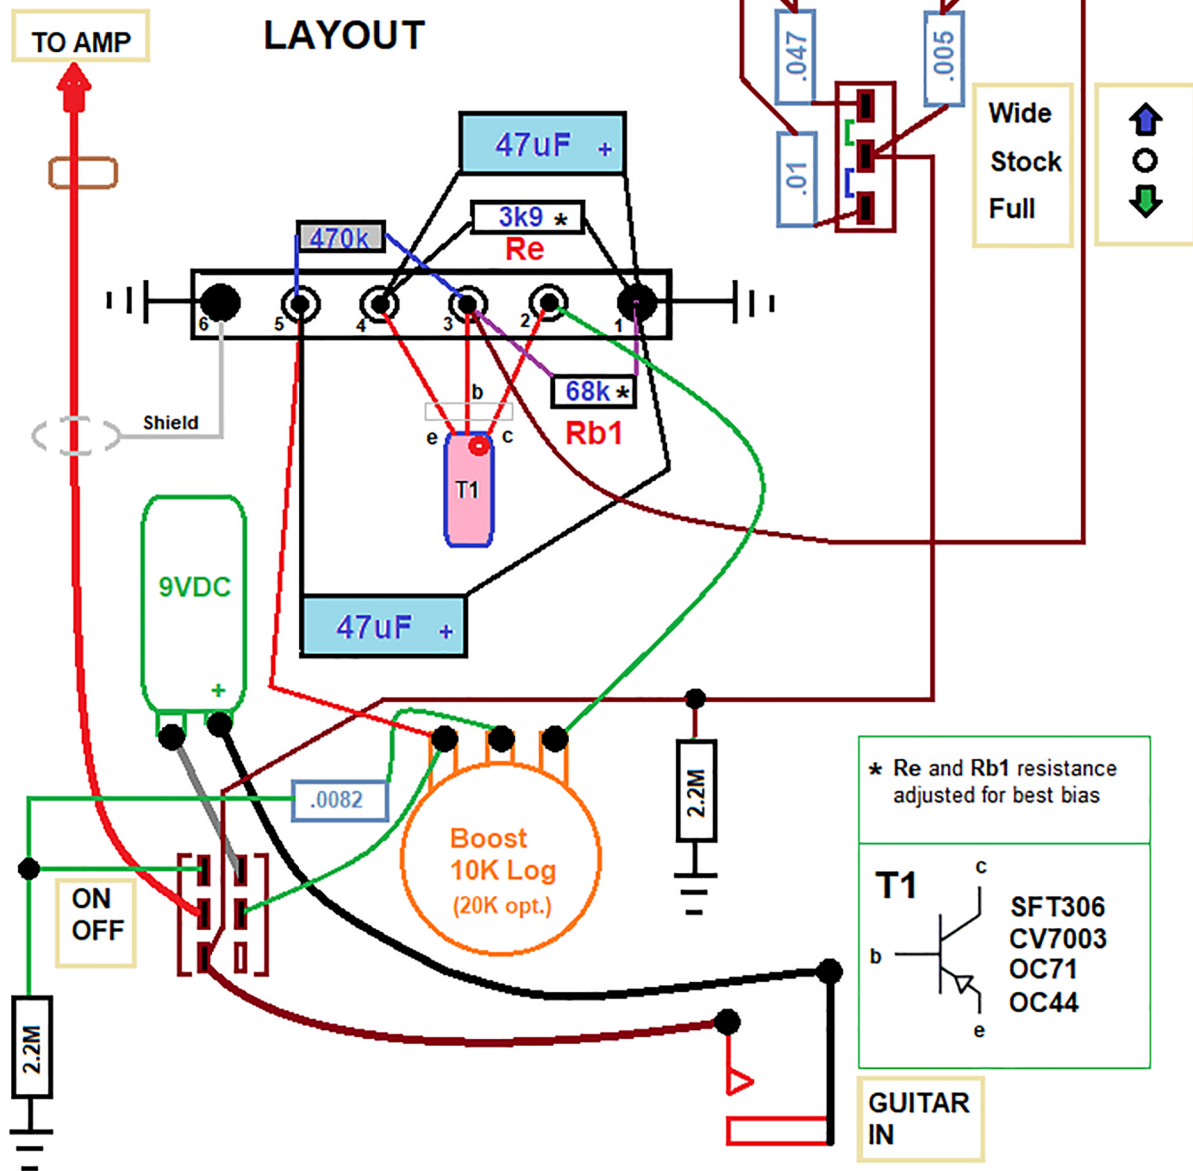 TO AMP
LAYOUT
.047
.005
.01
Wide
Stock
Full
47uF +
3k9 *
Re
470k
6
5
4
3
2
1
68k *
Rb1
b
e
c
T1
Shield
9VDC
+
47uF +
.0082
Boost
10K Log
(20K opt.)
2.2M
* Re and Rb1 resistance
adjusted for best bias
ON
OFF
T1
c
b
e
SFT306
CV7003
OC71
OC44
2.2M
GUITAR
IN